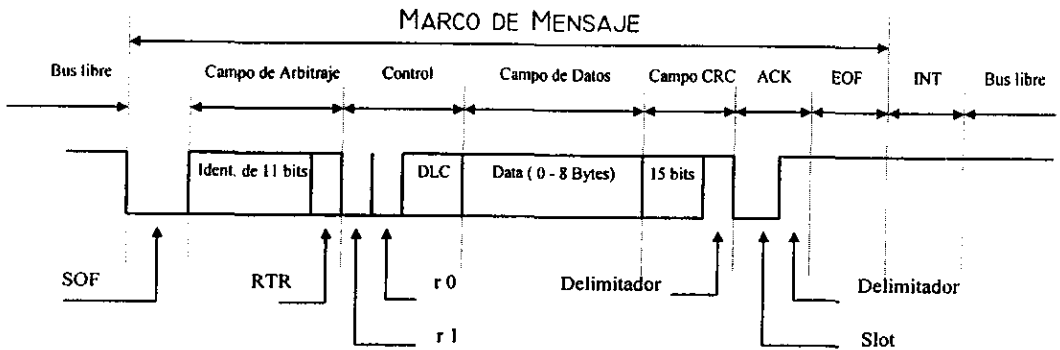 MARCO DE MENSAJE
Bus libre Campo de Arbitraje Control Campo de Datos Campo CRC ACK EOF INT Bus libre
Ident. de 11 bits DLC Data ( 0 - 8 Bytes) 15 bits
SOF RTR r 0 Delimitador Delimitador
r 1 Slot